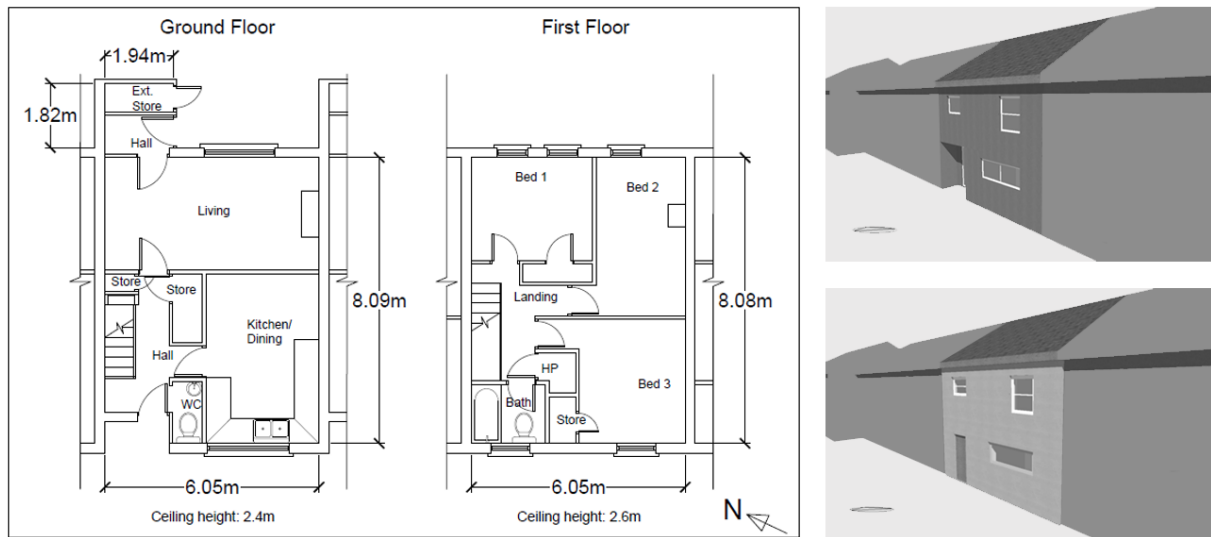 Ground Floor
1.94m
Ext.
Store
1.82m
Hall
Living
Store
Store
8.09m
Kitchen/
Dining
Hall
WC
6.05m
Ceiling height: 2.4m
First Floor
Bed 1
Bed 2
Landing
8.08m
HP
Bed 3
Bath
Store
6.05m
Ceiling height: 2.6m
N